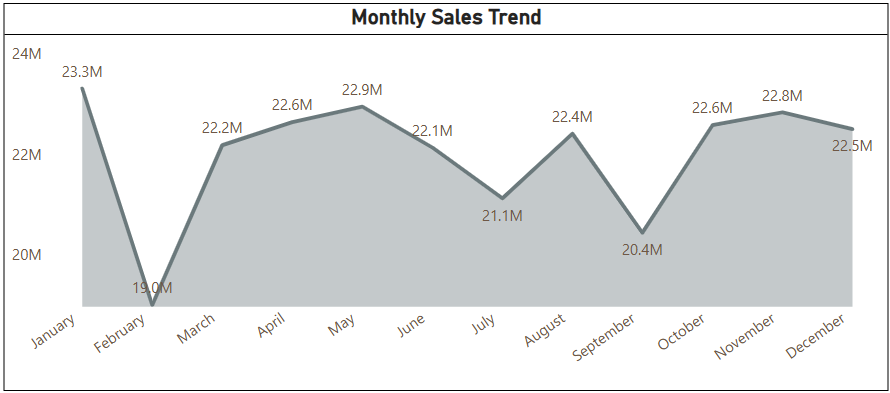 Monthly Sales Trend
24M
22M
20M
23.3M
19.0M
22.2M
22.6M
22.9M
22.1M
21.1M
22.4M
20.4M
22.6M
22.8M
22.5M
January
February
March
April
May
June
July
August
September
October
November
December